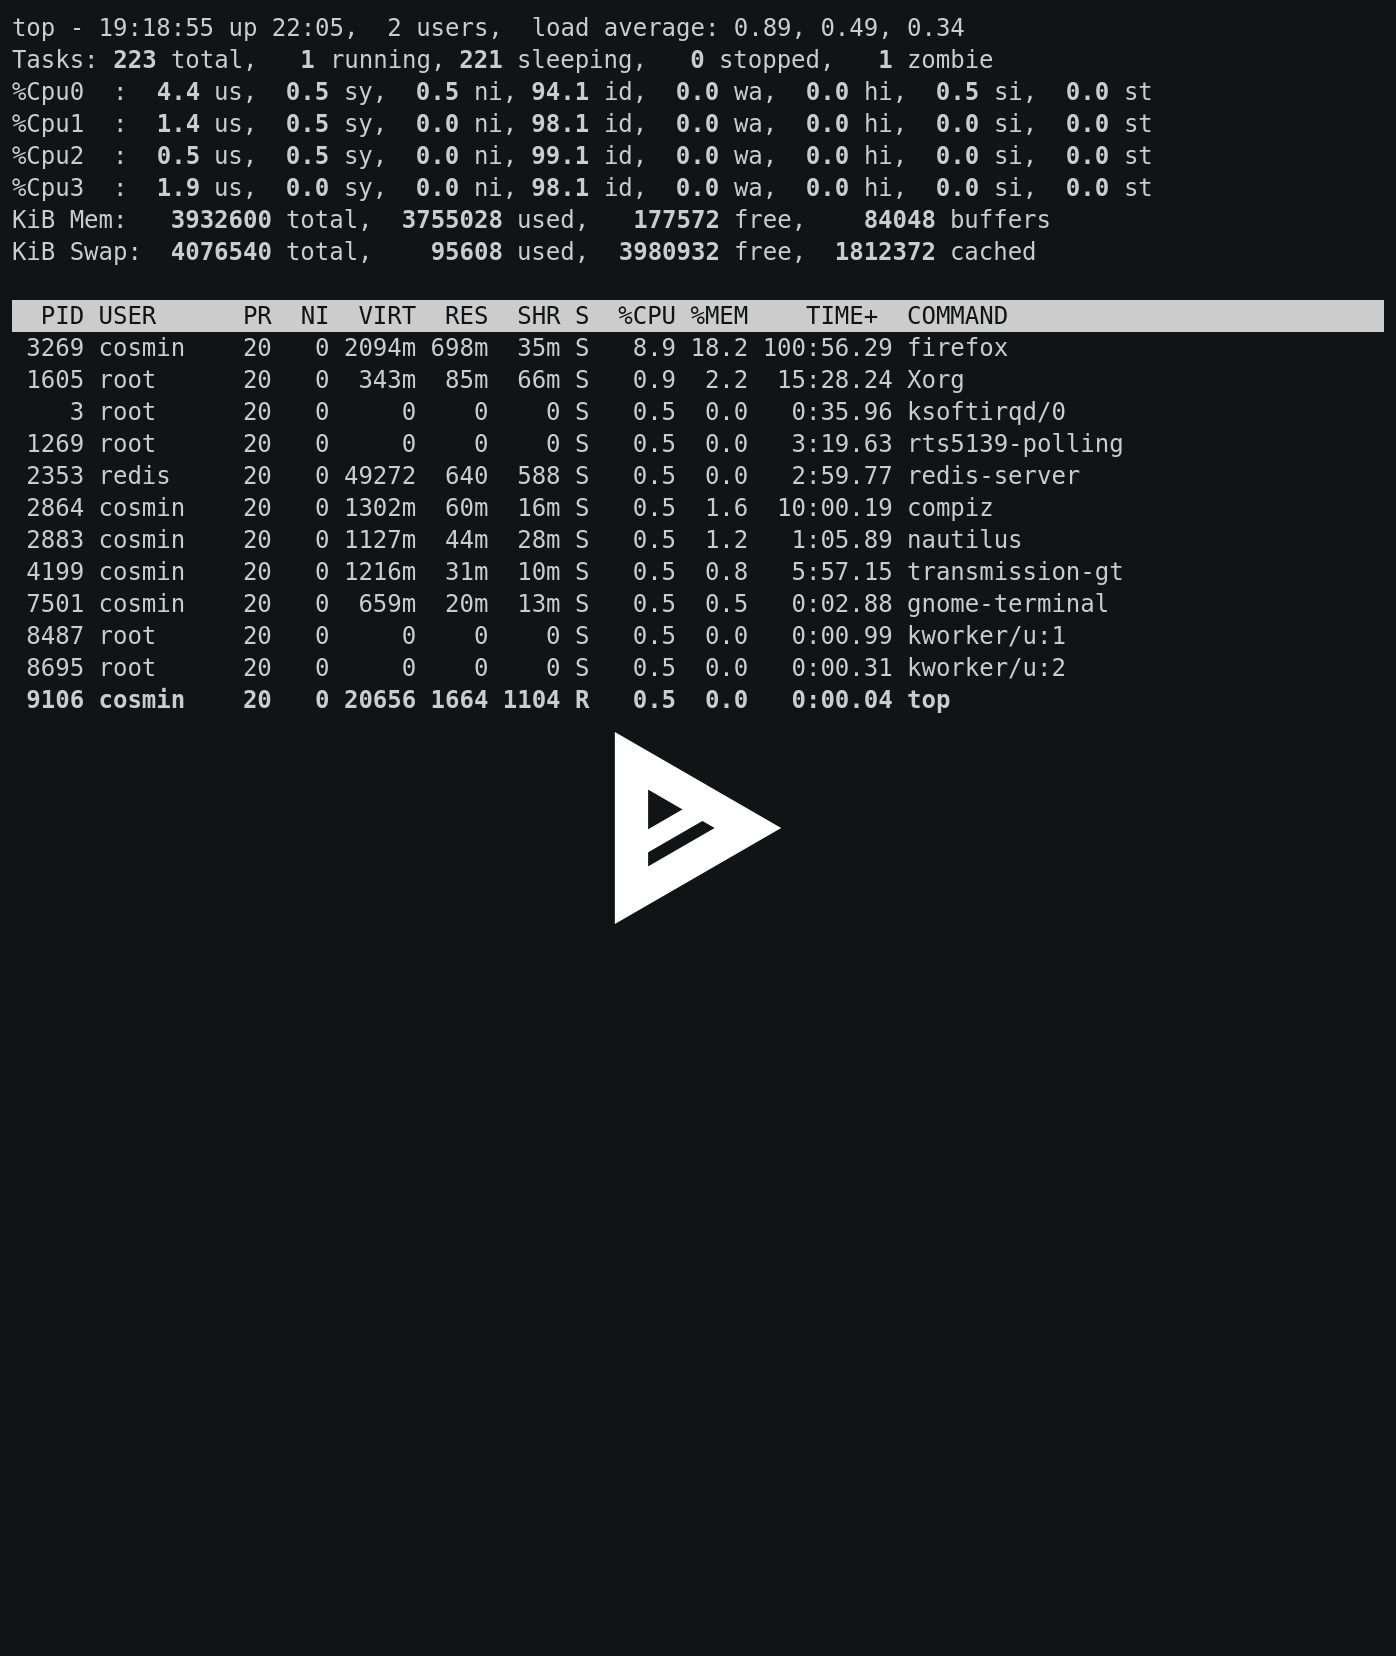 top - 19:18:55 up 22:05,  2 users,  load average: 0.89, 0.49, 0.34
Tasks: 223 total,   1 running, 221 sleeping,   0 stopped,   1 zombie
%Cpu0  :  4.4 us,  0.5 sy,  0.5 ni, 94.1 id,  0.0 wa,  0.0 hi,  0.5 si,  0.0 st
%Cpu1  :  1.4 us,  0.5 sy,  0.0 ni, 98.1 id,  0.0 wa,  0.0 hi,  0.0 si,  0.0 st
%Cpu2  :  0.5 us,  0.5 sy,  0.0 ni, 99.1 id,  0.0 wa,  0.0 hi,  0.0 si,  0.0 st
%Cpu3  :  1.9 us,  0.0 sy,  0.0 ni, 98.1 id,  0.0 wa,  0.0 hi,  0.0 si,  0.0 st
KiB Mem:   3932600 total,  3755028 used,   177572 free,    84048 buffers
KiB Swap:  4076540 total,    95608 used,  3980932 free,  1812372 cached
  PID USER      PR  NI  VIRT  RES  SHR S  %CPU %MEM    TIME+  COMMAND
 3269 cosmin    20   0 2094m 698m  35m S   8.9 18.2 100:56.29 firefox
 1605 root      20   0  343m  85m  66m S   0.9  2.2  15:28.24 Xorg
    3 root      20   0     0    0    0 S   0.5  0.0   0:35.96 ksoftirqd/0
 1269 root      20   0     0    0    0 S   0.5  0.0   3:19.63 rts5139-polling
 2353 redis     20   0 49272  640  588 S   0.5  0.0   2:59.77 redis-server
 2864 cosmin    20   0 1302m  60m  16m S   0.5  1.6  10:00.19 compiz
 2883 cosmin    20   0 1127m  44m  28m S   0.5  1.2   1:05.89 nautilus
 4199 cosmin    20   0 1216m  31m  10m S   0.5  0.8   5:57.15 transmission-gt
 7501 cosmin    20   0  659m  20m  13m S   0.5  0.5   0:02.88 gnome-terminal
 8487 root      20   0     0    0    0 S   0.5  0.0   0:00.99 kworker/u:1
 8695 root      20   0     0    0    0 S   0.5  0.0   0:00.31 kworker/u:2
 9106 cosmin    20   0 20656 1664 1104 R   0.5  0.0   0:00.04 top